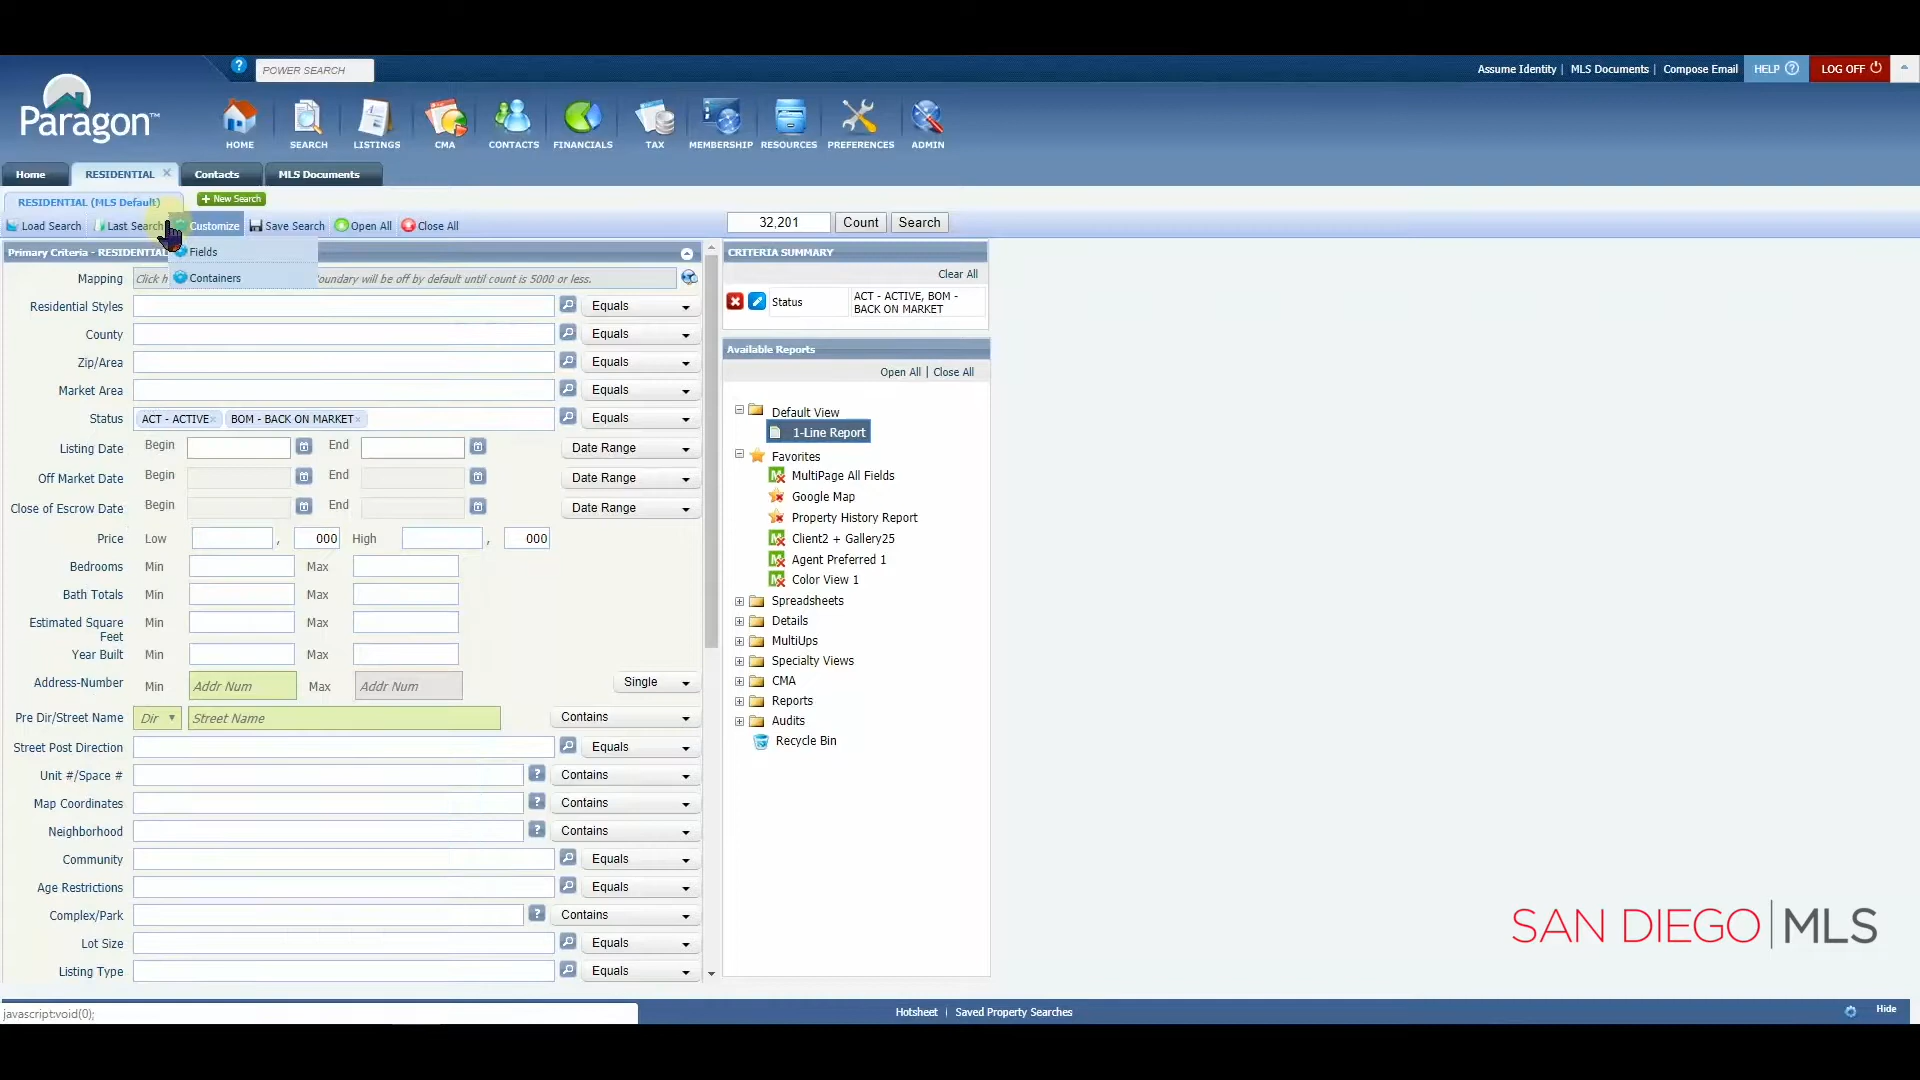 POWER SEARCH
Assume Identity | MLS Documents | Compose Email HELP ? LOG OFF
Paragon™
HOME SEARCH LISTINGS CMA CONTACTS FINANCIALS TAX MEMBERSHIP RESOURCES PREFERENCES ADMIN
Home RESIDENTIAL × Contacts MLS Documents
RESIDENTIAL (MLS Default) + New Search
Load Search Last Search Customize Save Search Open All Close All 32,201 Count Search
Primary Criteria - RESIDENTIAL Fields
Containers
Mapping Click h oundary will be off by default until count is 5000 or less.
Residential Styles Equals
County Equals
Zip/Area Equals
Market Area Equals
Status ACT - ACTIVE× BOM - BACK ON MARKET× Equals
Listing Date Begin End Date Range
Off Market Date Begin End Date Range
Close of Escrow Date Begin End Date Range
Price Low , 000 High , 000
Bedrooms Min Max
Bath Totals Min Max
Estimated Square
Feet Min Max
Year Built Min Max
Address-Number Min Addr Num Max Addr Num Single
Pre Dir/Street Name Dir Street Name Contains
Street Post Direction Equals
Unit #/Space # ? Contains
Map Coordinates ? Contains
Neighborhood ? Contains
Community Equals
Age Restrictions Equals
Complex/Park ? Contains
Lot Size Equals
Listing Type Equals
CRITERIA SUMMARY
Clear All
Status ACT - ACTIVE, BOM -
BACK ON MARKET
Available Reports
Open All | Close All
Default View
1-Line Report
Favorites
MultiPage All Fields
Google Map
Property History Report
Client2 + Gallery25
Agent Preferred 1
Color View 1
Spreadsheets
Details
MultiUps
Specialty Views
CMA
Reports
Audits
Recycle Bin
SAN DIEGO|MLS
javascript:void(0);
Hotsheet | Saved Property Searches
Hide